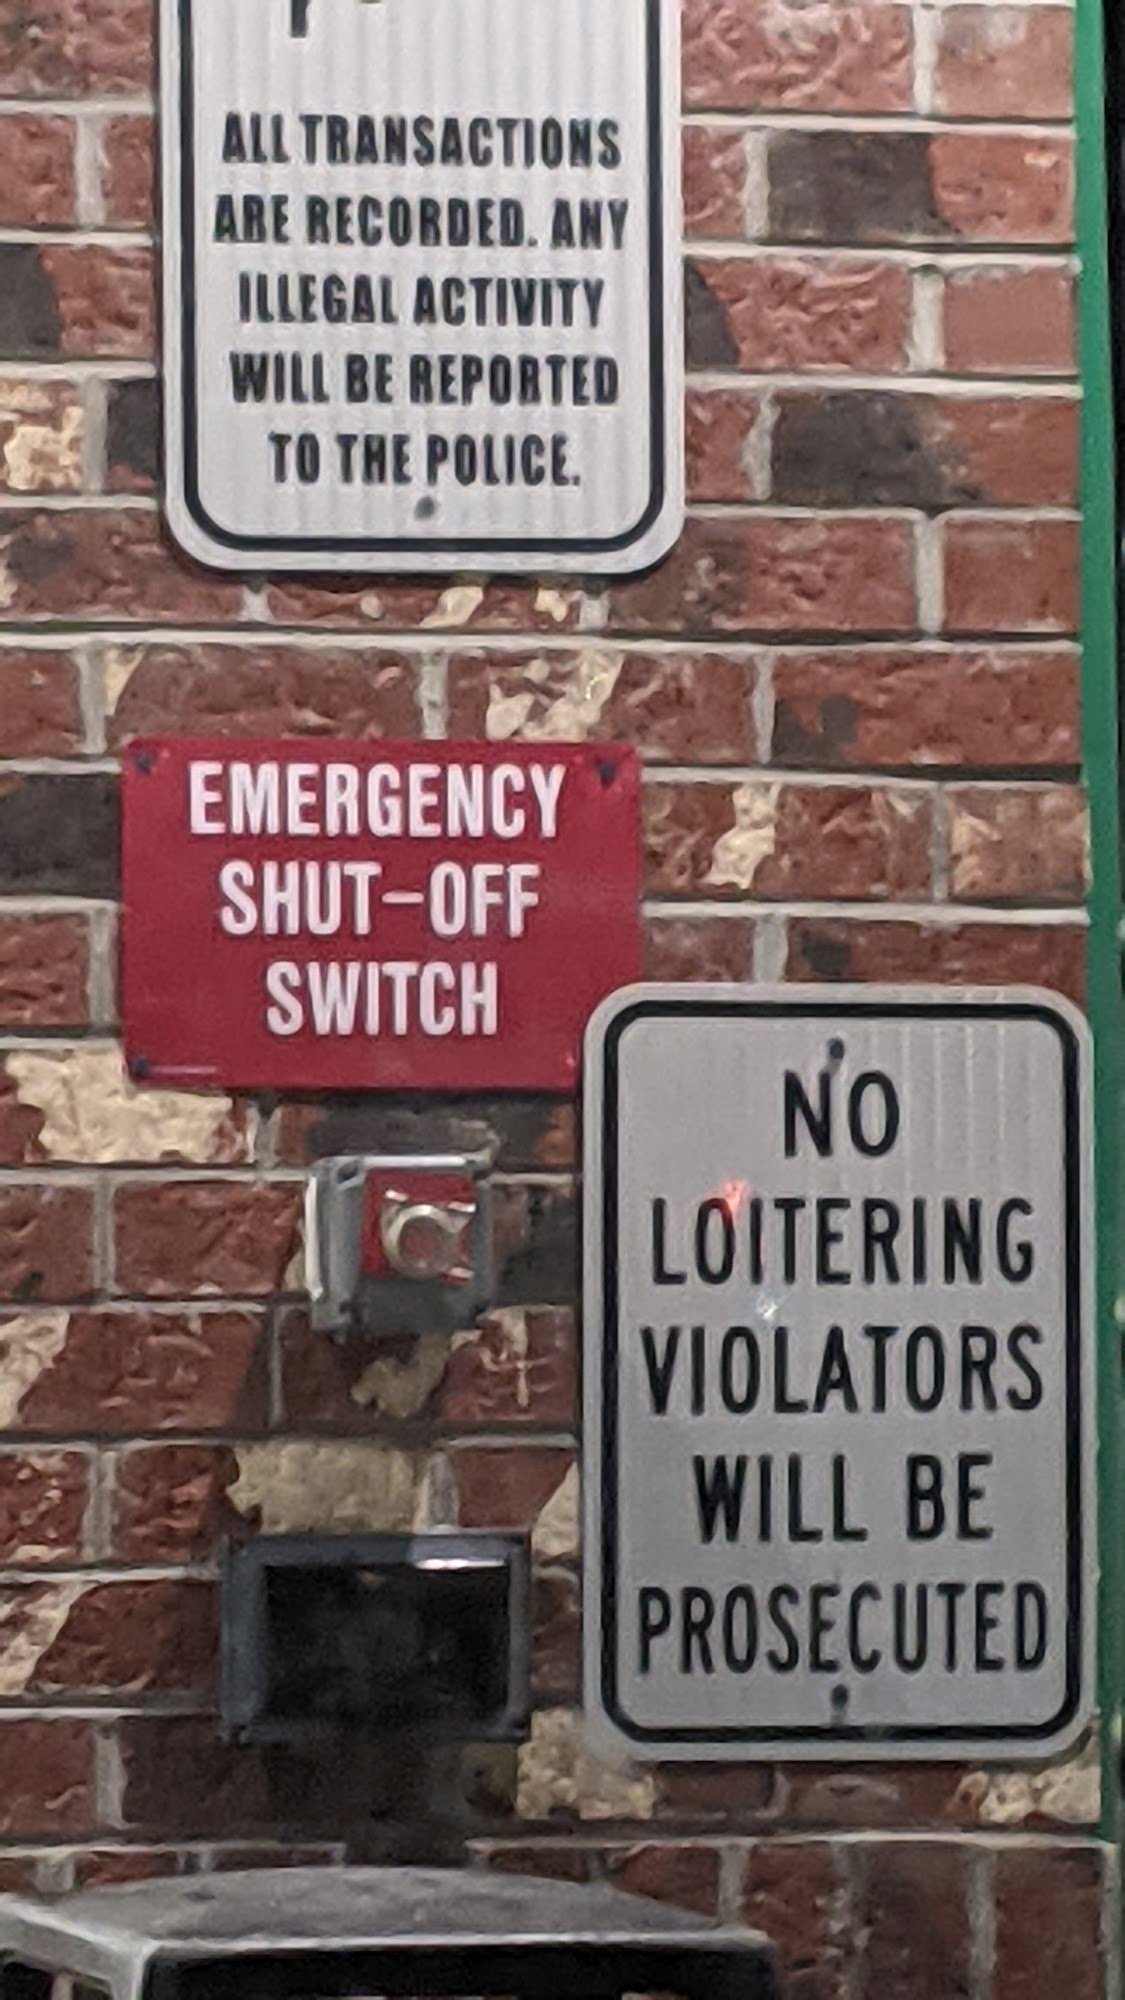 ALL TRANSACTIONS
ARE RECORDED. ANY
ILLEGAL ACTIVITY
WILL BE REPORTED
TO THE POLICE.
EMERGENCY
SHUT-OFF
SWITCH
NO
LOITERING
VIOLATORS
WILL BE
PROSECUTED